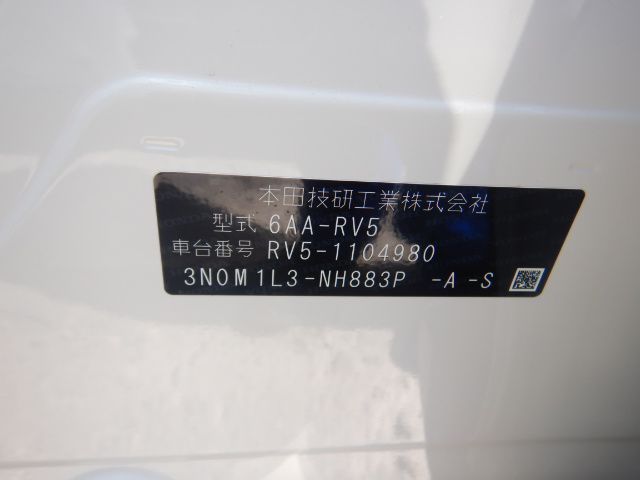 本田技研工業株式会社
型式 6AA-RV5
車台番号 RV5-1104980
3N0M1L3-NH883P -A-S